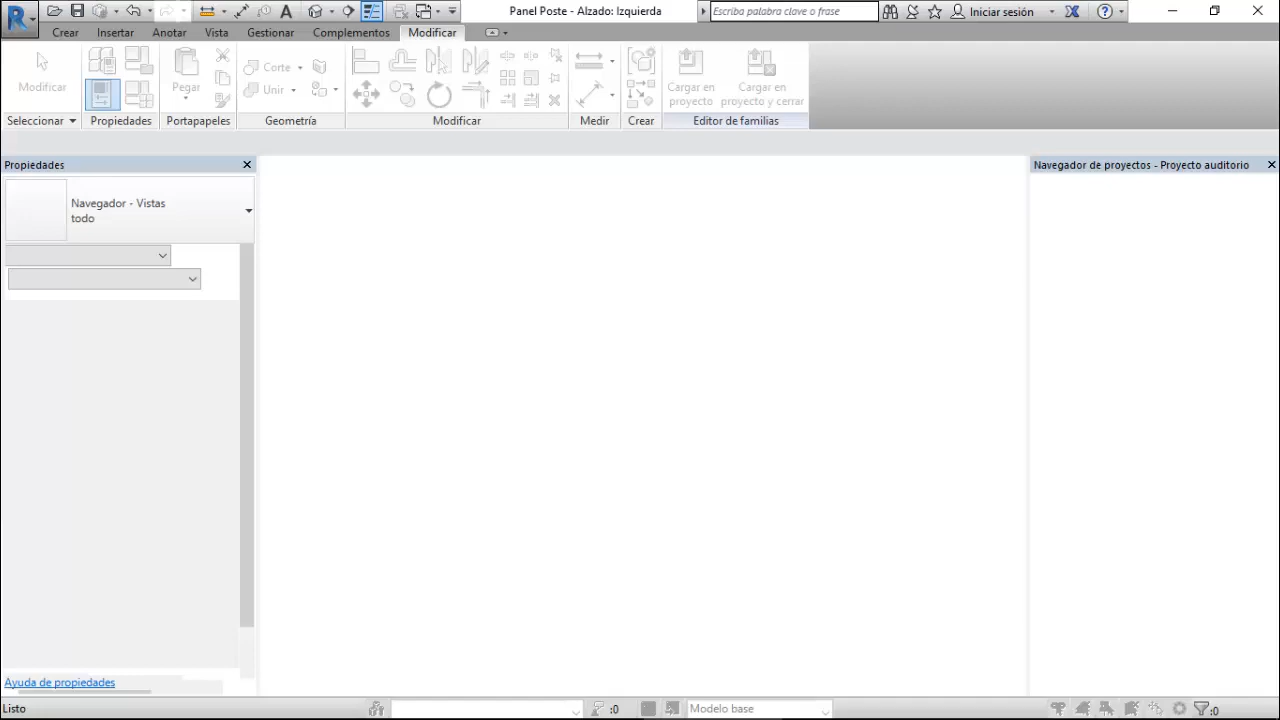 Panel Poste - Alzado: Izquierda
Escriba palabra clave o frase
Iniciar sesión
Crear
Insertar
Anotar
Vista
Gestionar
Complementos
Modificar
Modificar
Pegar
Corte
Unir
Cargar en
proyecto
Cargar en
proyecto y cerrar
Seleccionar
Propiedades
Portapapeles
Geometría
Modificar
Medir
Crear
Editor de familias
Propiedades
Navegador de proyectos - Proyecto auditorio
Navegador - Vistas
todo
Ayuda de propiedades
Listo
:0
Modelo base
:0